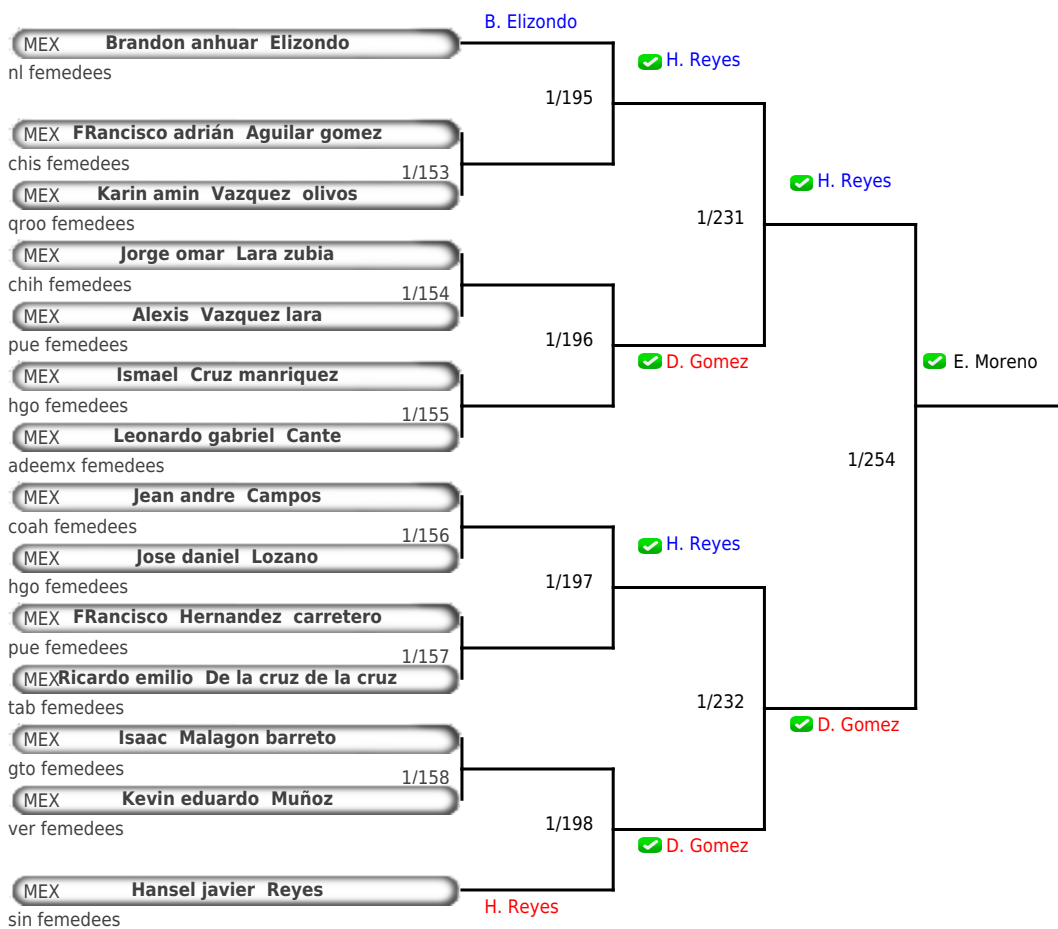 B. Elizondo
MEX Brandon anhuar Elizondo
nl femedees
H. Reyes
1/195
MEX FRancisco adrián Aguilar gomez
chis femedees
1/153
MEX Karin amin Vazquez olivos
qroo femedees
H. Reyes
1/231
MEX Jorge omar Lara zubia
chih femedees
1/154
MEX Alexis Vazquez lara
pue femedees
1/196
D. Gomez
E. Moreno
MEX Ismael Cruz manriquez
hgo femedees
1/155
MEX Leonardo gabriel Cante
adeemx femedees
1/254
MEX Jean andre Campos
coah femedees
1/156
H. Reyes
MEX Jose daniel Lozano
hgo femedees
1/197
MEX FRancisco Hernandez carretero
pue femedees
1/157
MEX Ricardo emilio De la cruz de la cruz
tab femedees
1/232
D. Gomez
MEX Isaac Malagon barreto
gto femedees
1/158
MEX Kevin eduardo Muñoz
ver femedees
1/198
D. Gomez
MEX Hansel javier Reyes
H. Reyes
sin femedees